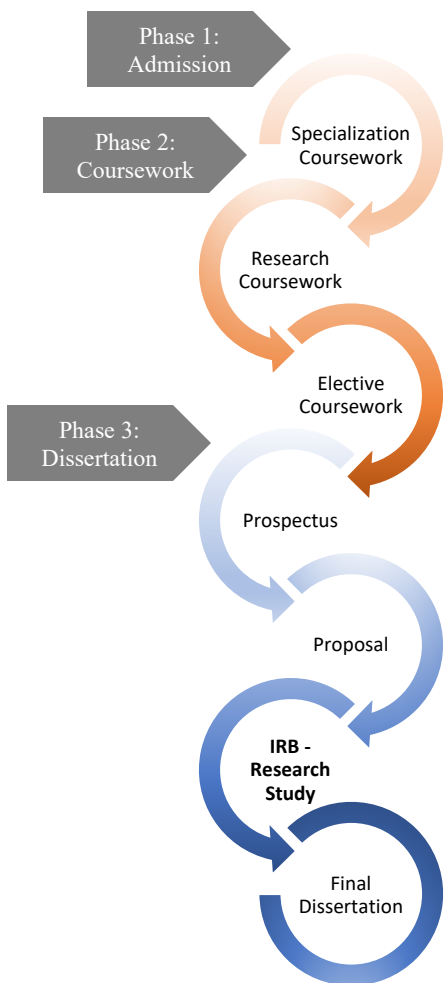 Phase 1:
Admission
Phase 2:
Coursework
Specialization
Coursework
Research
Coursework
Elective
Coursework
Phase 3:
Dissertation
Prospectus
Proposal
IRB -
Research
Study
Final
Dissertation